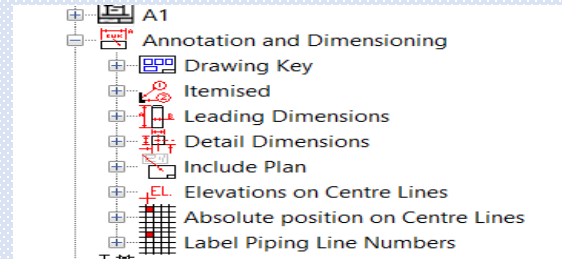 A1
Annotation and Dimensioning
Drawing Key
Itemised
Leading Dimensions
Detail Dimensions
Include Plan
EL. Elevations on Centre Lines
Absolute position on Centre Lines
Label Piping Line Numbers